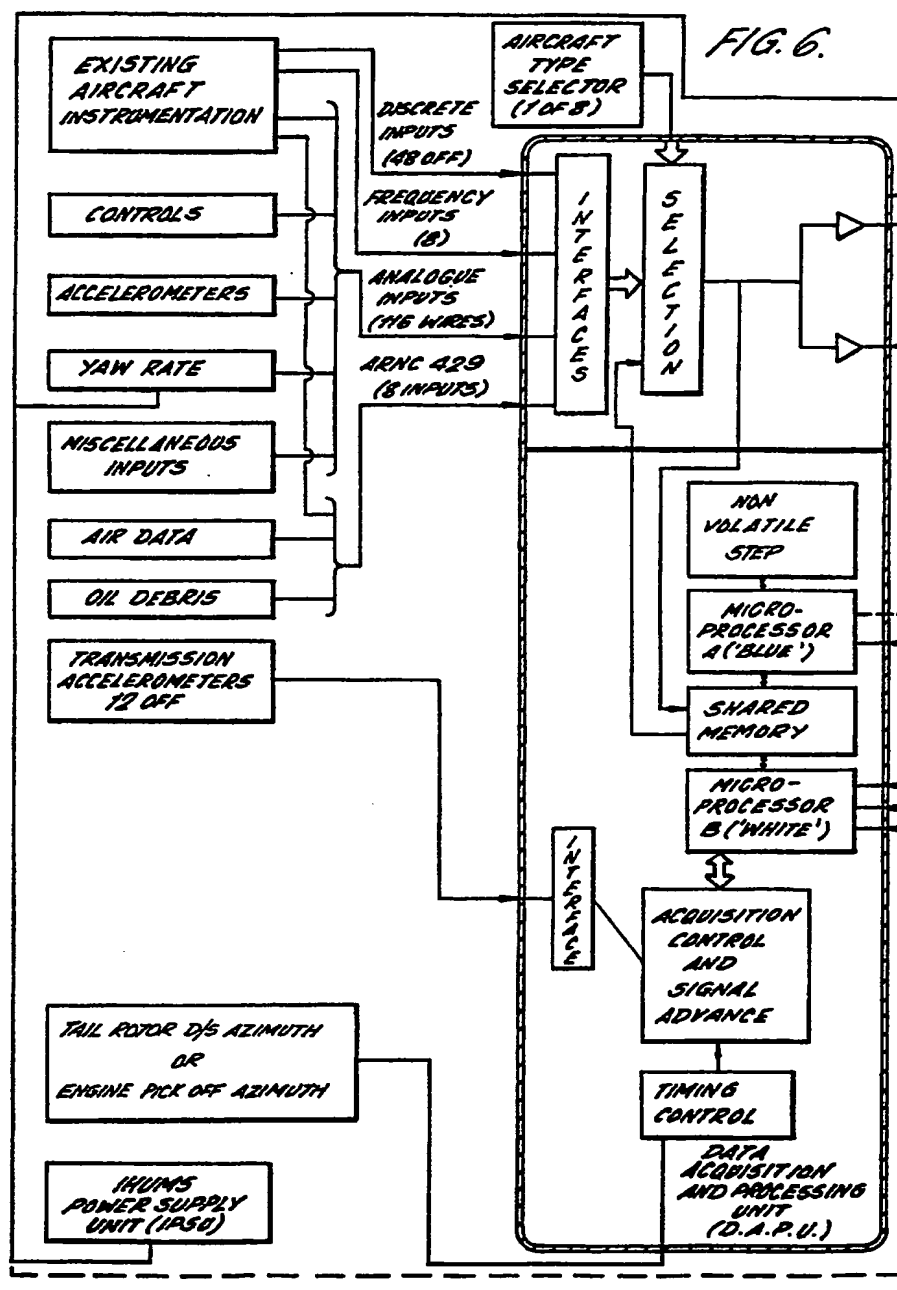 FIG. 6.
EXISTING
AIRCRAFT
INSTROMENTATION
CONTROLS
ACCELEROMETERS
YAW RATE
MISCELLANEOUS
INPUTS
AIR DATA
OIL DEBRIS
TRANSMISSION
ACCELEROMETERS
12 OFF
TAIL ROTOR D/S AZIMUTH
OR
ENGINE PICK OFF AZIMUTH
IHUMS
POWER SUPPLY
UNIT (IPSU)
DISCRETE
INPUTS
(48 OFF)
FREQUENCY
INPUTS
(8)
ANALOGUE
INPUTS
(116 WIRES)
ARNC 429
(8 INPUTS)
AIRCRAFT
TYPE
SELECTOR
(1 OF 8)
INTERFACES
SELECTION
NON
VOLATILE
STEP
MICRO-
PROCESSOR
A ('BLUE')
SHARED
MEMORY
MICRO-
PROCESSOR
B ('WHITE')
INTERFACE
ACQUISITION
CONTROL
AND
SIGNAL
ADVANCE
TIMING
CONTROL
DATA
ACQUISITION
AND PROCESSING
UNIT
(D.A.P.U.)